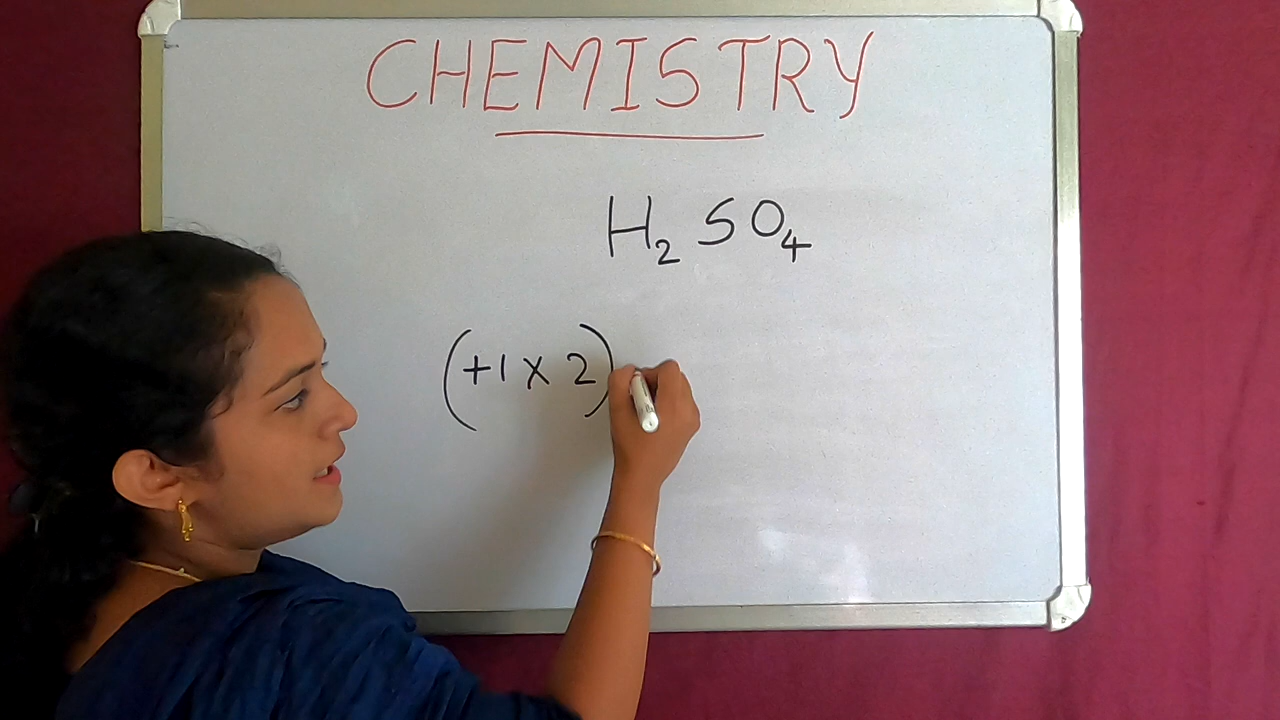 CHEMISTRY
H₂SO₄
(+1 × 2)